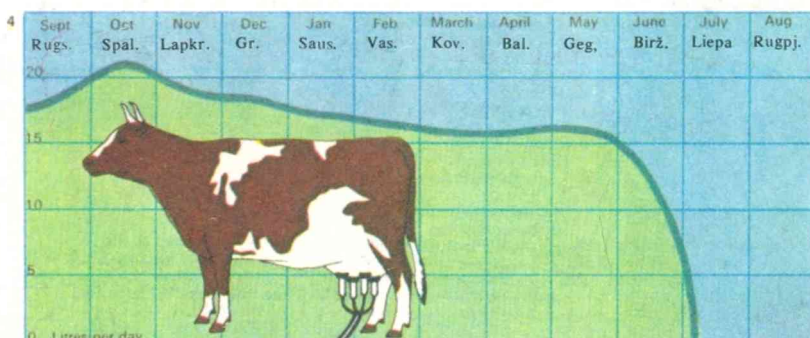 4
Sept Oct Nov Dec Jan Feb March April May June July Aug
Rugs. Spal. Lapkr. Gr. Saus. Vas. Kov. Bal. Geg, Birž. Liepa Rugpj.
20
15
10
5
0 Litres per day